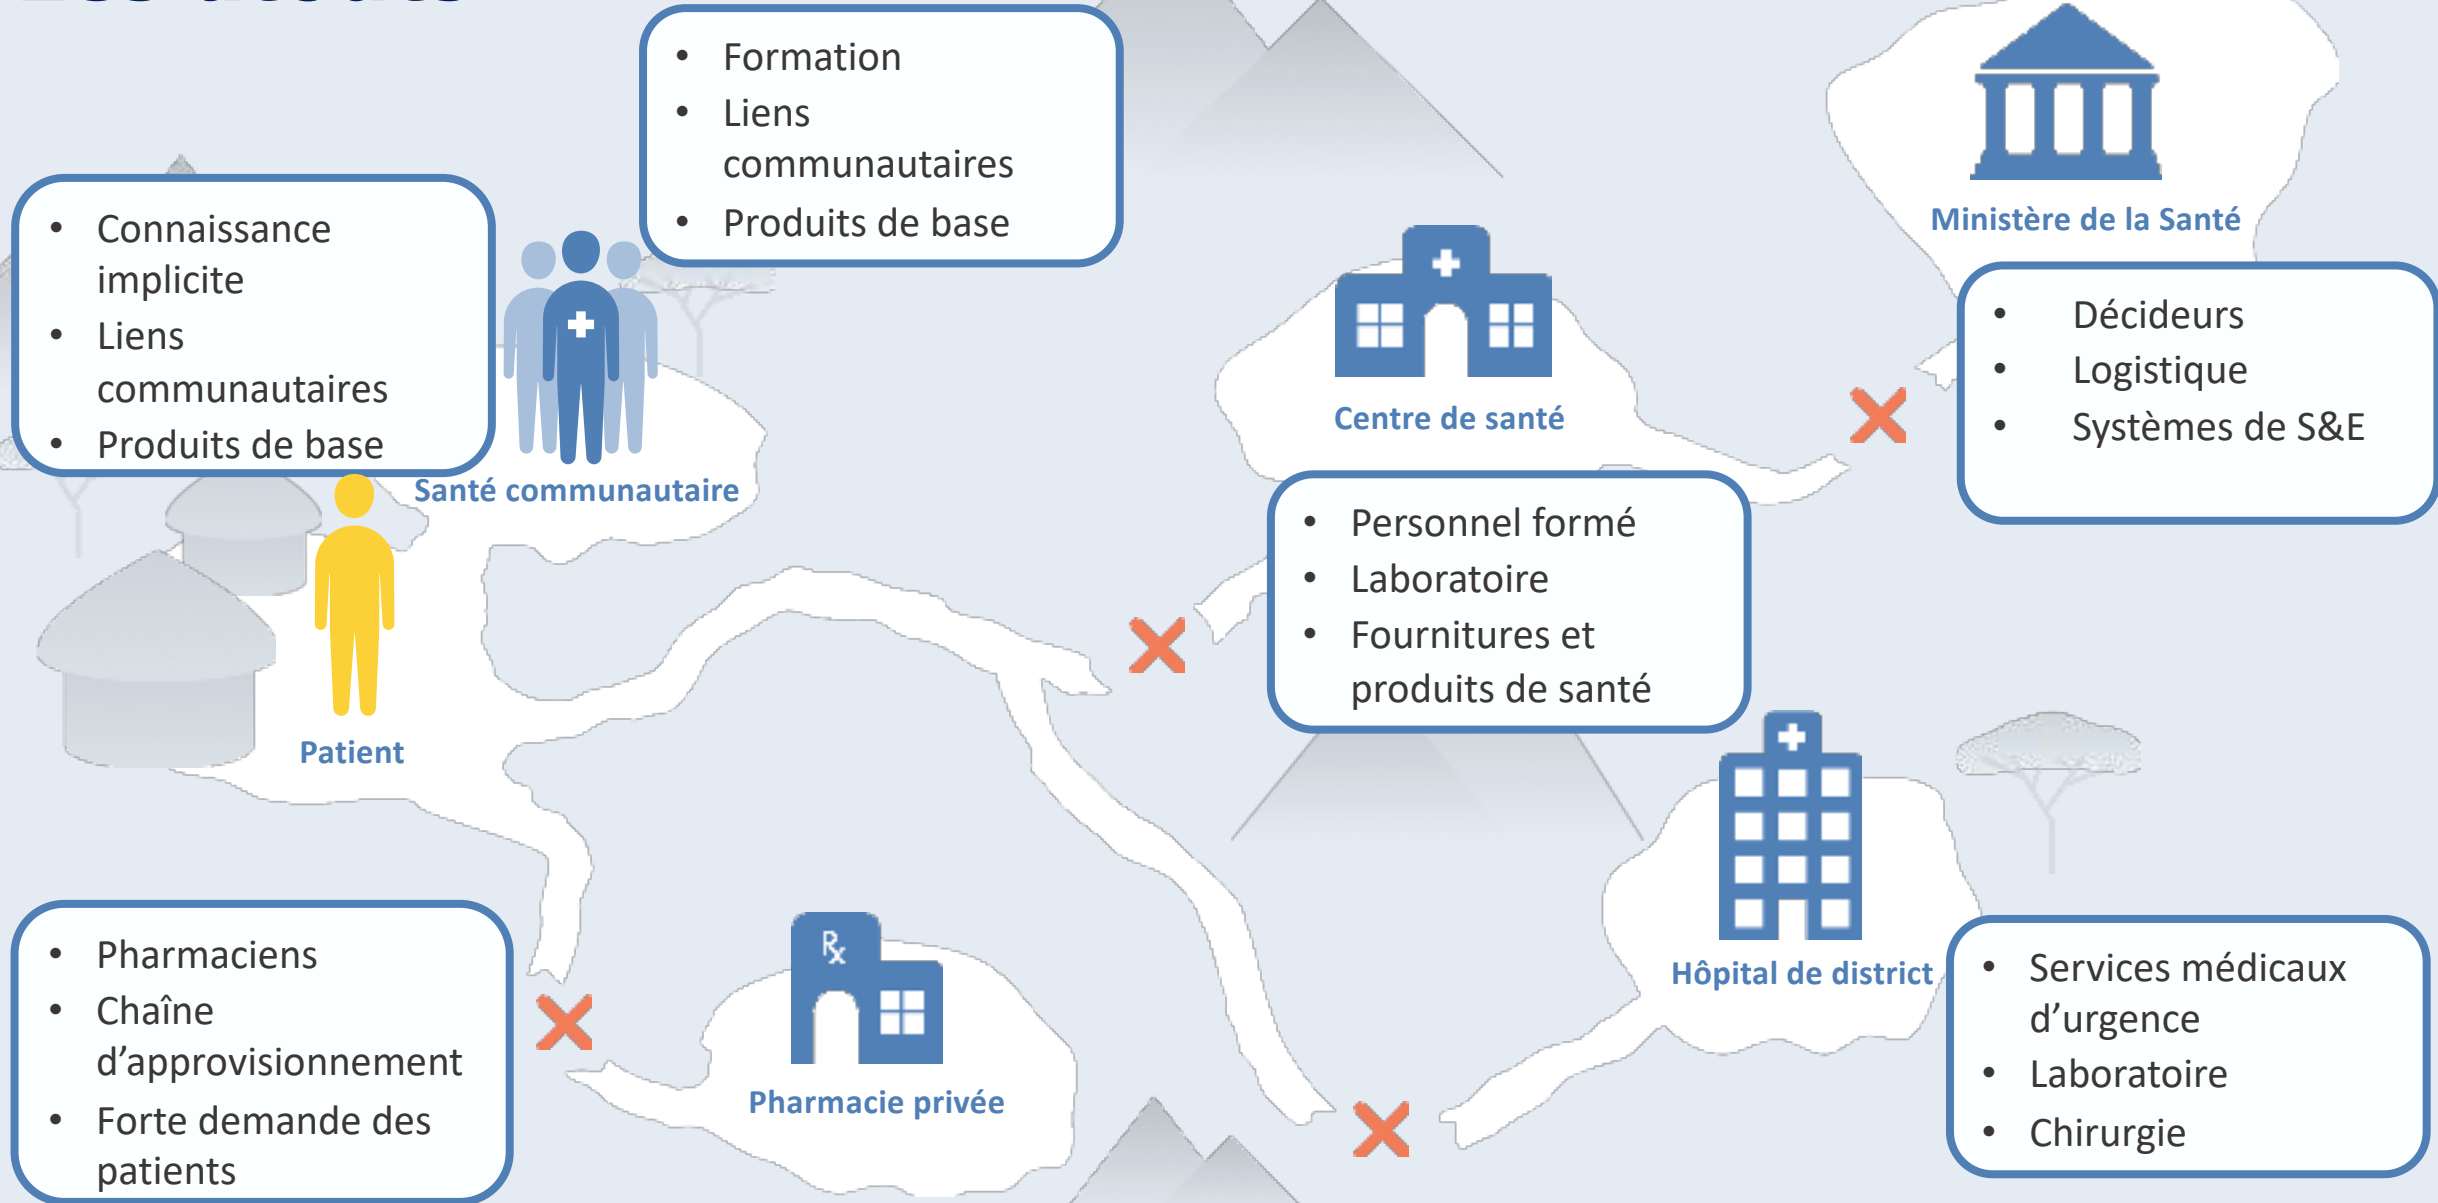 • Formation
• Liens
communautaires
• Produits de base
• Connaissance
implicite
• Liens
communautaires
• Produits de base
Santé communautaire
Patient
Ministère de la Santé
• Décideurs
• Logistique
• Systèmes de S&E
Centre de santé
• Personnel formé
• Laboratoire
• Fournitures et
produits de santé
• Pharmaciens
• Chaîne
d’approvisionnement
• Forte demande des
patients
Rx
Pharmacie privée
Hôpital de district
• Services médicaux
d’urgence
• Laboratoire
• Chirurgie